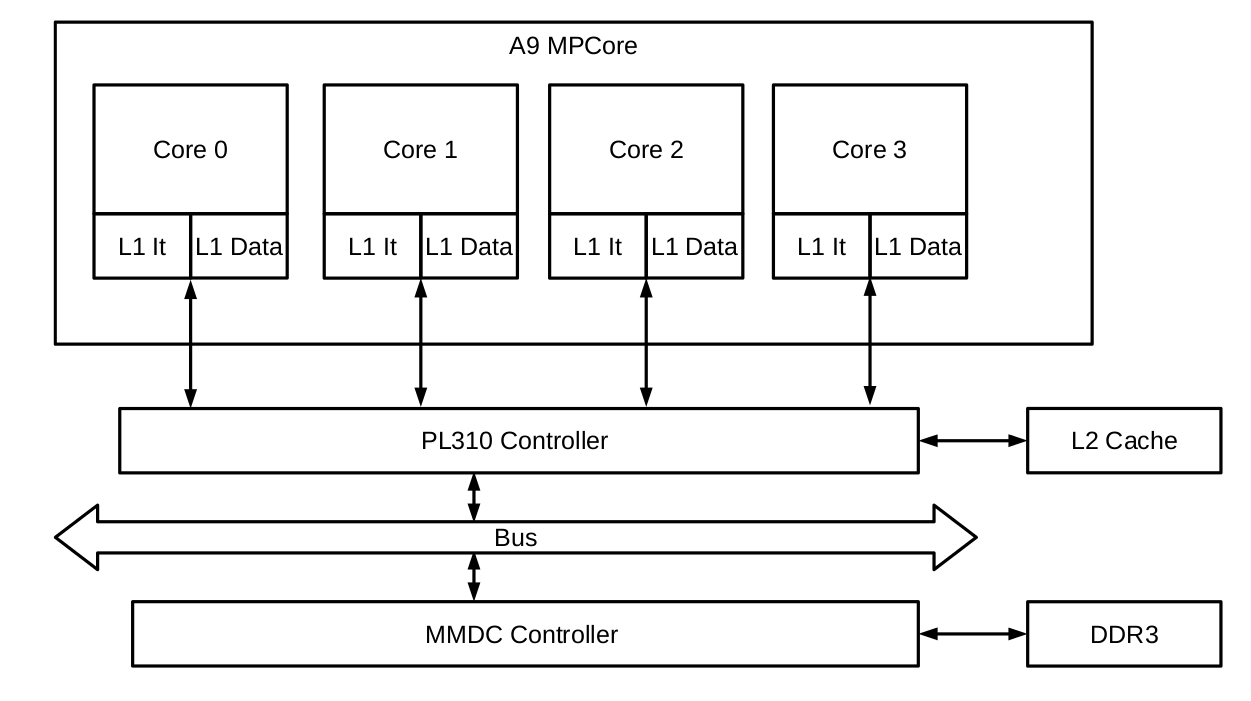 A9 MPCore
Core 0
Core 1
Core 2
Core 3
L1 It
L1 Data
L1 It
L1 Data
L1 It
L1 Data
L1 It
L1 Data
PL310 Controller
L2 Cache
Bus
MMDC Controller
DDR3